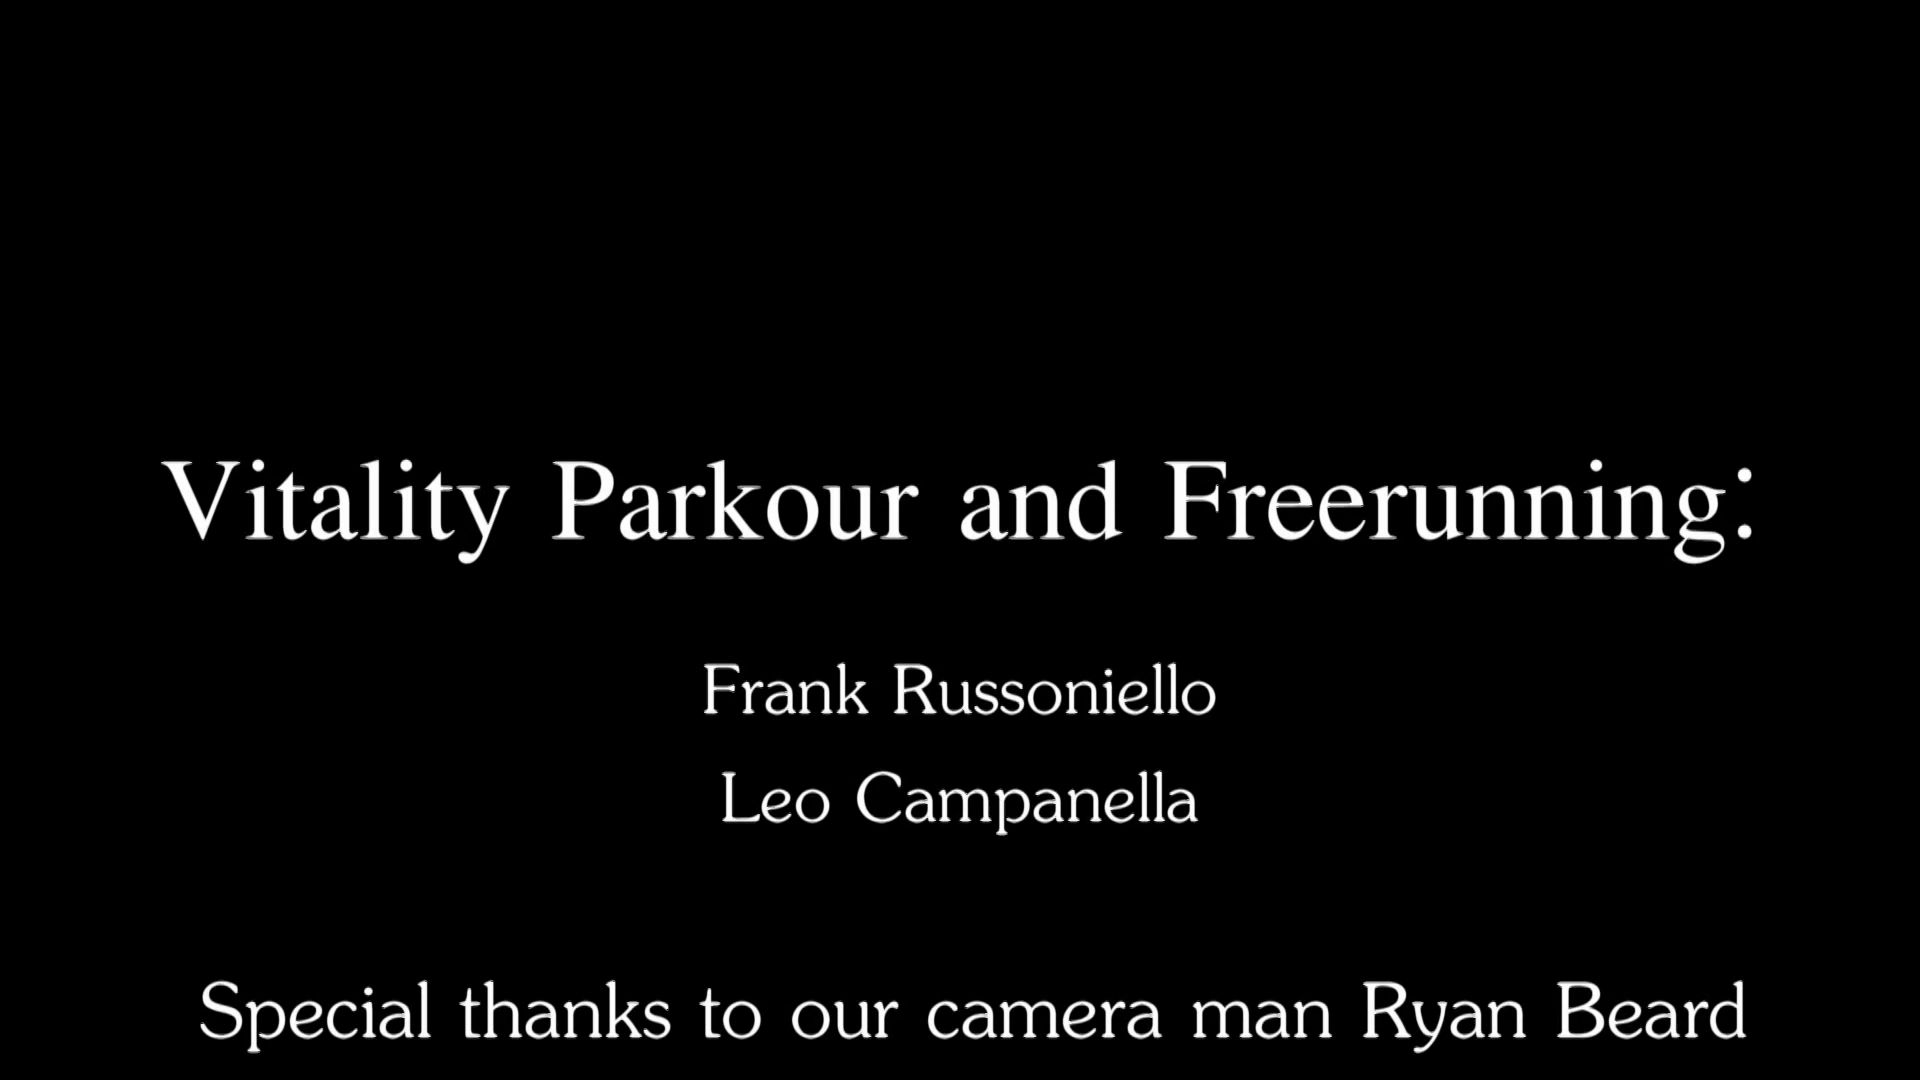 Vitality Parkour and Freerunning:
Frank Russoniello
Leo Campanella
Special thanks to our camera man Ryan Beard